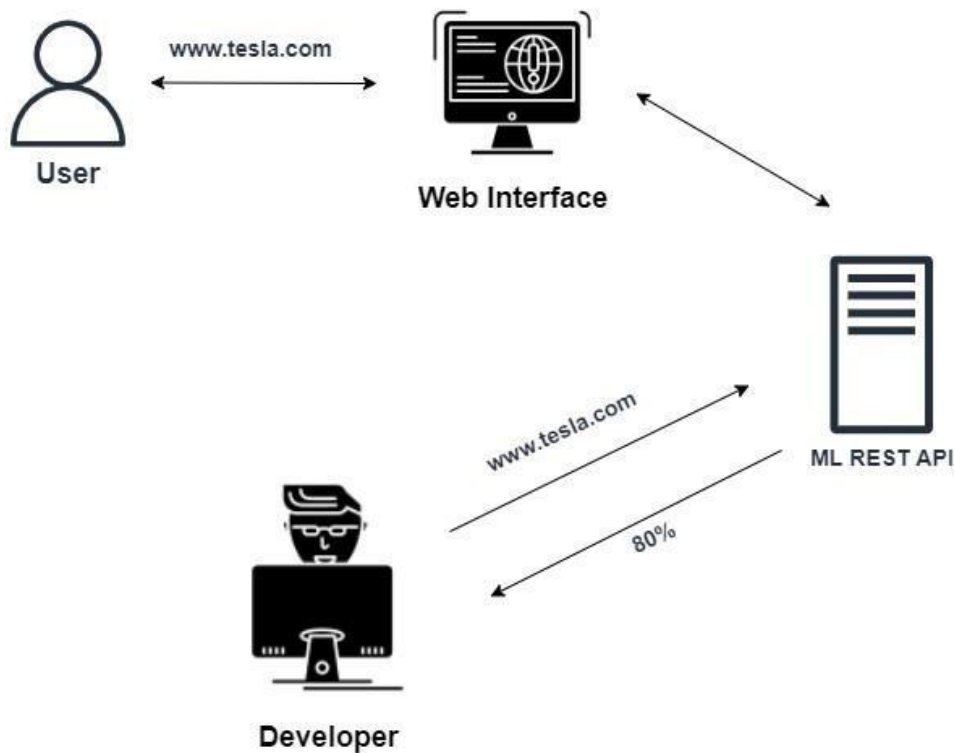 www.tesla.com
User
Web Interface
www.tesla.com
ML REST API
80%
Developer